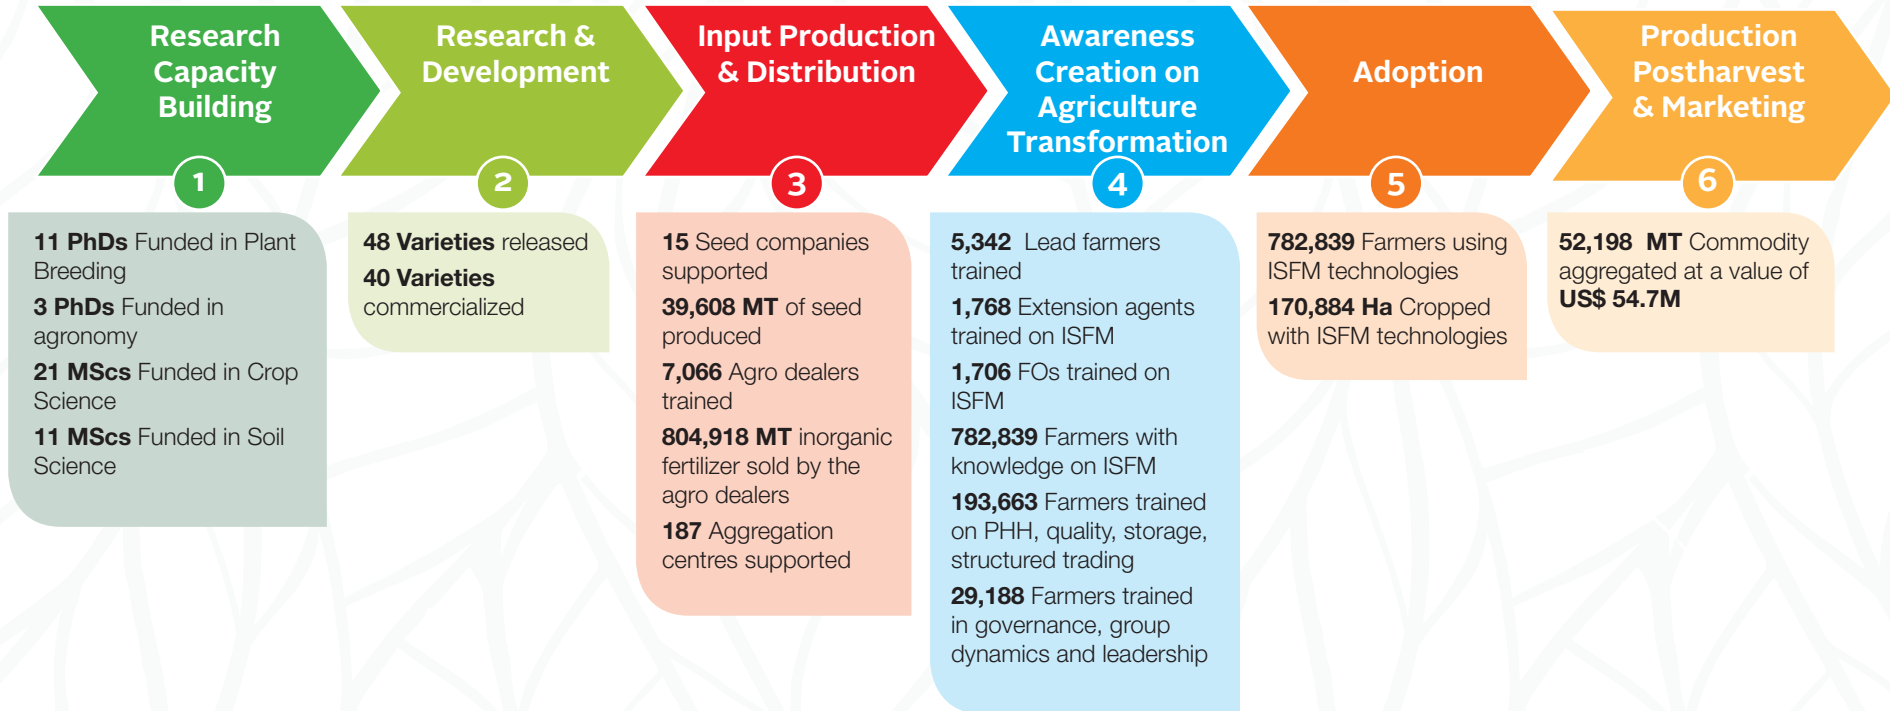 Research
Capacity
Building
1
11 PhDs Funded in Plant
Breeding
3 PhDs Funded in
agronomy
21 MScs Funded in Crop
Science
11 MScs Funded in Soil
Science
Research &
Development
2
48 Varieties released
40 Varieties
commercialized
Input Production
& Distribution
3
15 Seed companies
supported
39,608 MT of seed
produced
7,066 Agro dealers
trained
804,918 MT inorganic
fertilizer sold by the
agro dealers
187 Aggregation
centres supported
Awareness
Creation on
Agriculture
Transformation
4
5,342 Lead farmers
trained
1,768 Extension agents
trained on ISFM
1,706 FOs trained on
ISFM
782,839 Farmers with
knowledge on ISFM
193,663 Farmers trained
on PHH, quality, storage,
structured trading
29,188 Farmers trained
in governance, group
dynamics and leadership
Adoption
5
782,839 Farmers using
ISFM technologies
170,884 Ha Cropped
with ISFM technologies
Production
Postharvest
& Marketing
6
52,198 MT Commodity
aggregated at a value of
US$ 54.7M